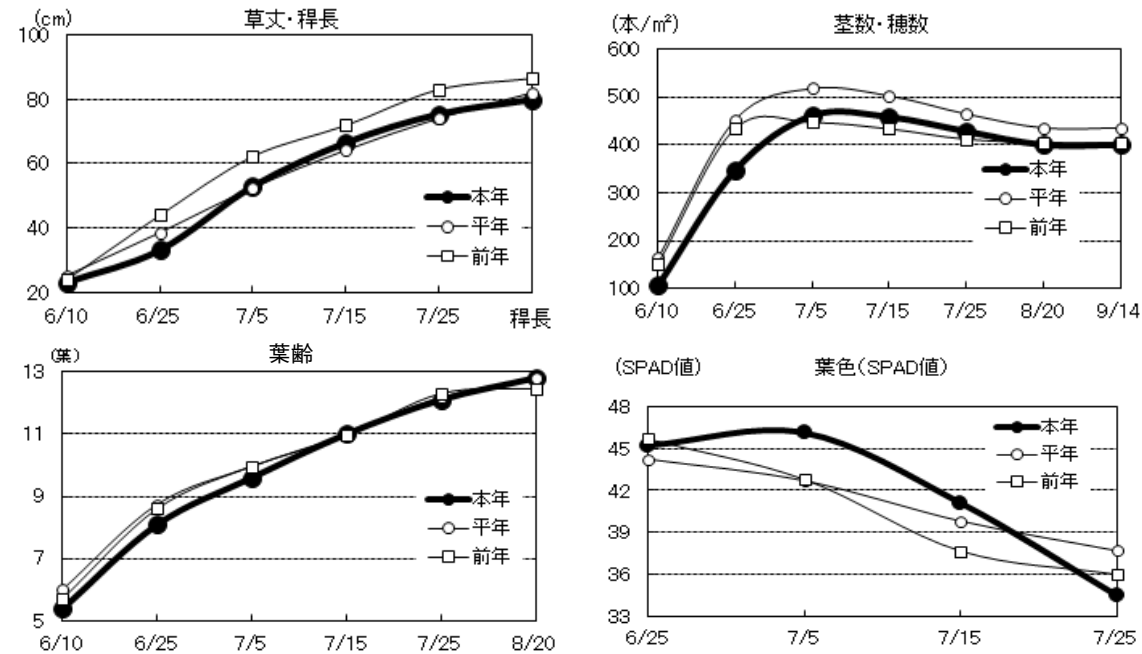 草丈・稈長
(cm)
100
80
60
40
20
本年
平年
前年
6/10 6/25 7/5 7/15 7/25 稈長
茎数・穂数
(本/㎡)
600
500
400
300
200
100
本年
平年
前年
6/10 6/25 7/5 7/15 7/25 8/20 9/14
葉齢
(葉)
13
11
9
7
5
本年
平年
前年
6/10 6/25 7/5 7/15 7/25 8/20
(SPAD値) 葉色(SPAD値)
48
45
42
39
36
33
本年
平年
前年
6/25 7/5 7/15 7/25